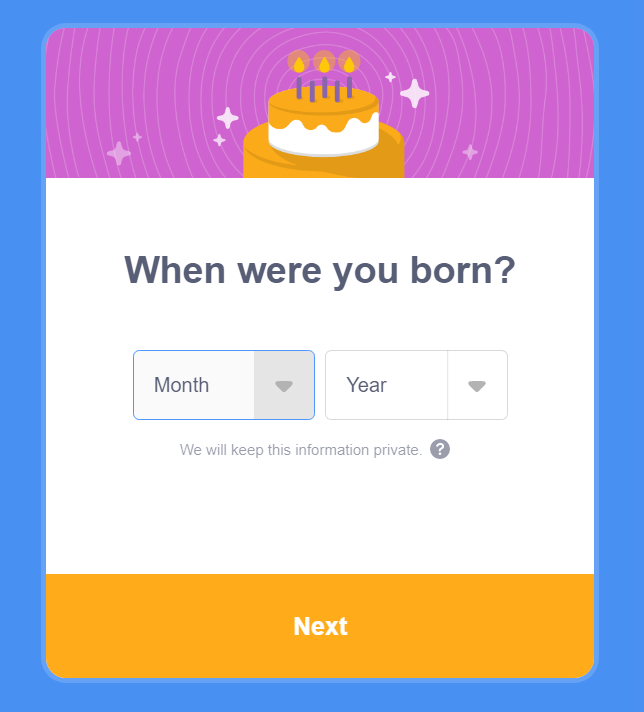 When were you born?
Month
Year
We will keep this information private. ?
Next